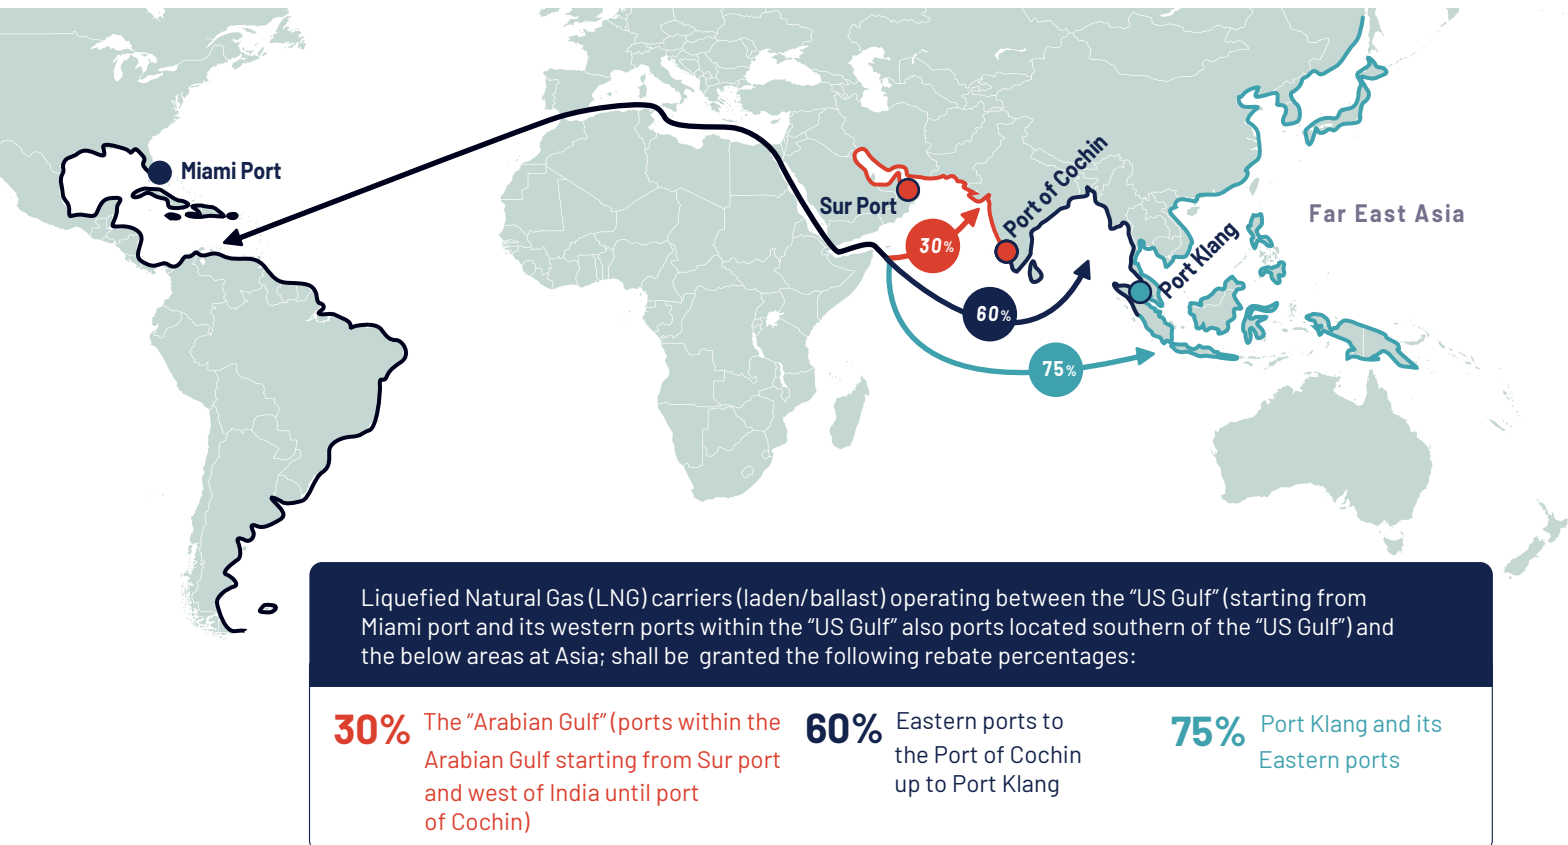 Miami Port
Sur Port
Port of Cochin
Port Klang
Far East Asia
30%
60%
75%
Liquefied Natural Gas (LNG) carriers (laden/ballast) operating between the “US Gulf” (starting from
Miami port and its western ports within the “US Gulf” also ports located southern of the “US Gulf”) and
the below areas at Asia; shall be granted the following rebate percentages:
30%
The “Arabian Gulf” (ports within the
Arabian Gulf starting from Sur port
and west of India until port
of Cochin)
60%
Eastern ports to
the Port of Cochin
up to Port Klang
75%
Port Klang and its
Eastern ports